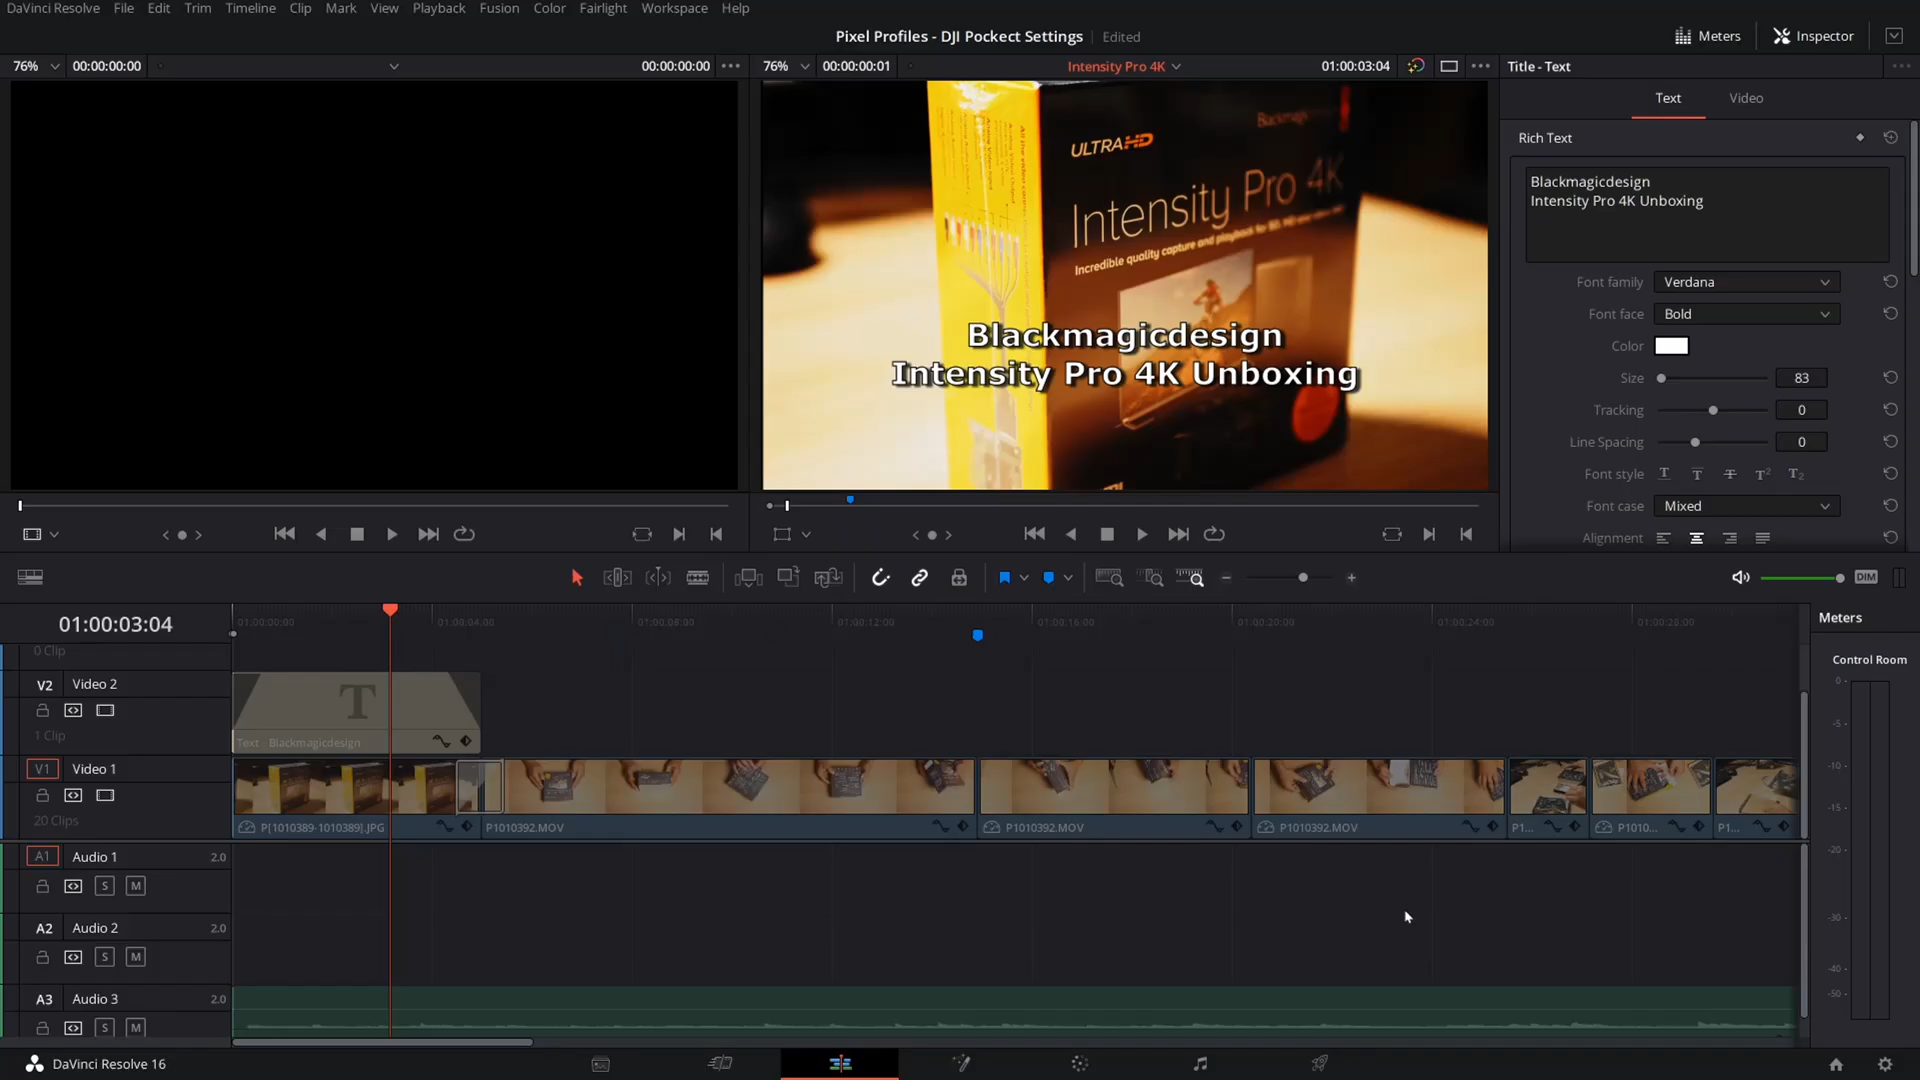 DaVinci Resolve File Edit Trim Timeline Clip Mark View Playback Fusion Color Fairlight Workspace Help
Pixel Profiles - DJI Pockect Settings Edited
Meters Inspector
76% 00:00:00:00 00:00:00:00
76% 00:00:00:01 Intensity Pro 4K 01:00:03:04
Title - Text
Text Video
Rich Text
Blackmagicdesign
Intensity Pro 4K Unboxing
Font family Verdana
Font face Bold
Color
Size 83
Tracking 0
Line Spacing 0
Font style T T T T² T₂
Font case Mixed
Alignment
ULTRAHD
Intensity Pro 4K
Incredible quality capture and playback for SD, HD
Blackmagicdesign
Intensity Pro 4K Unboxing
DIM
01:00:03:04
01:00:00:00 01:00:04:00 01:00:08:00 01:00:12:00 01:00:16:00 01:00:20:00 01:00:24:00 01:00:28:00
0 Clip
V2 Video 2
1 Clip
T
Text - Blackmagicdesign
V1 Video 1
20 Clips
P[1010389-1010389].JPG P1010392.MOV P1010392.MOV P1010392.MOV P1... P1010... P1...
A1 Audio 1 2.0
S M
A2 Audio 2 2.0
S M
A3 Audio 3 2.0
S M
Meters
Control Room
0
-5
-10
-15
-20
-30
-40
-50
DaVinci Resolve 16